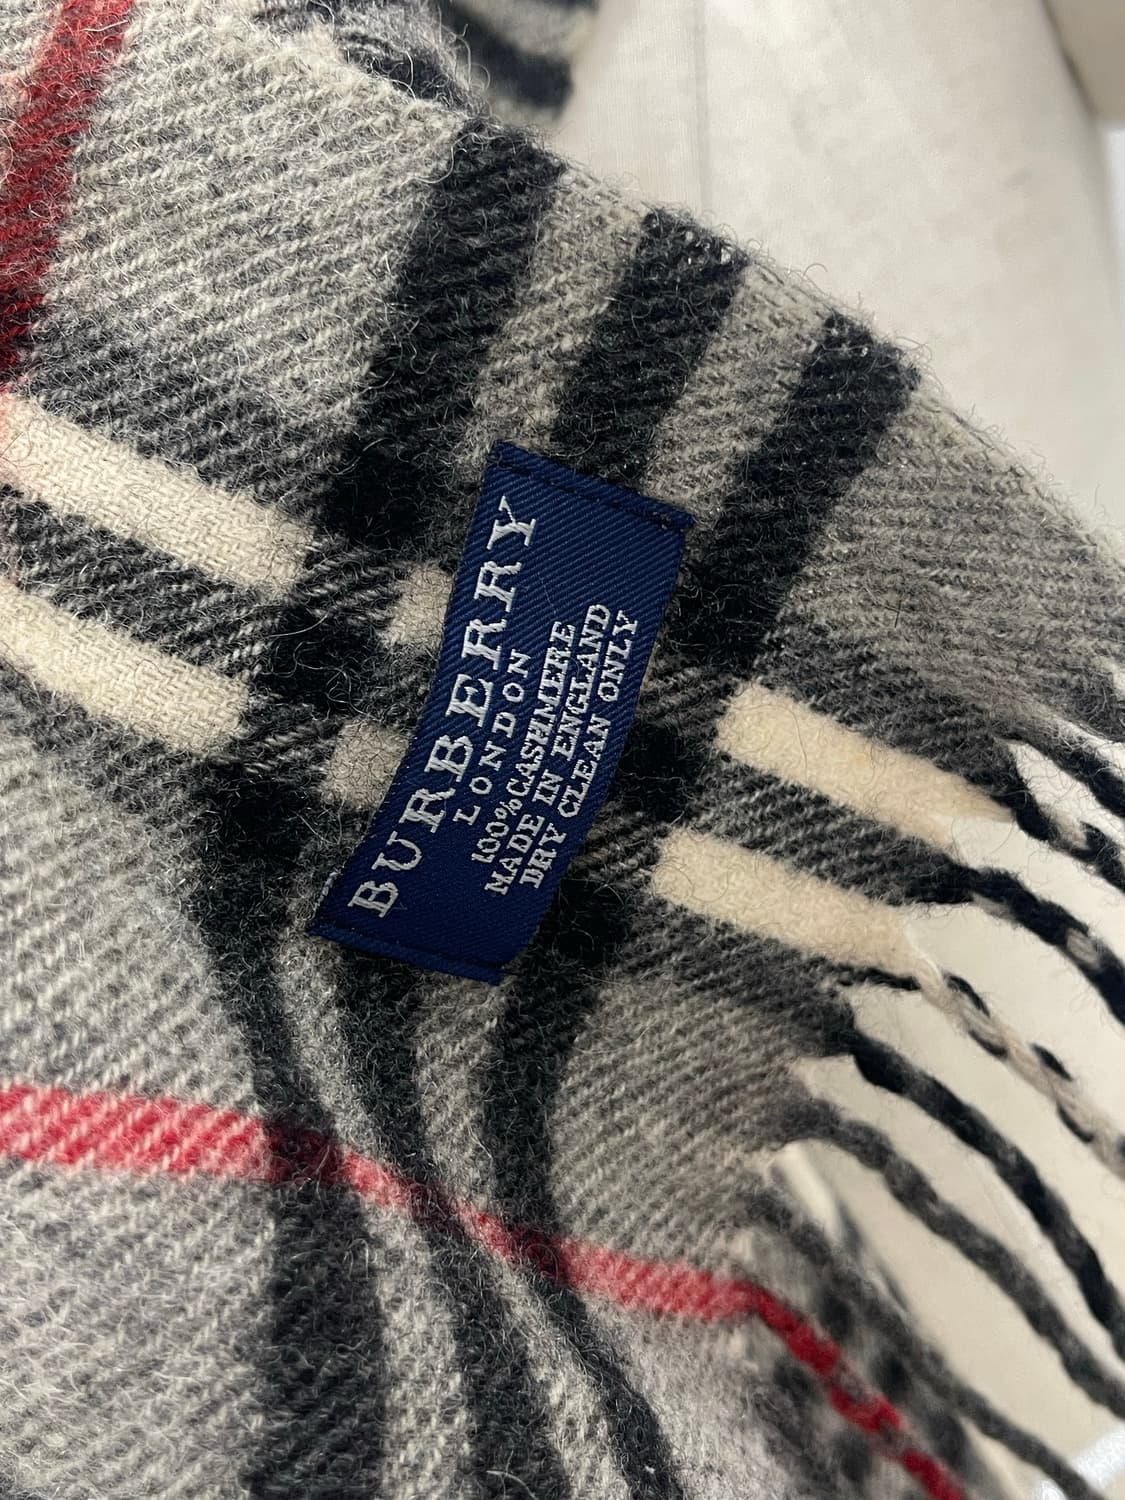 BURBERRY
LONDON
100%CASHMERE
MADE IN ENGLAND
DRY CLEAN ONLY